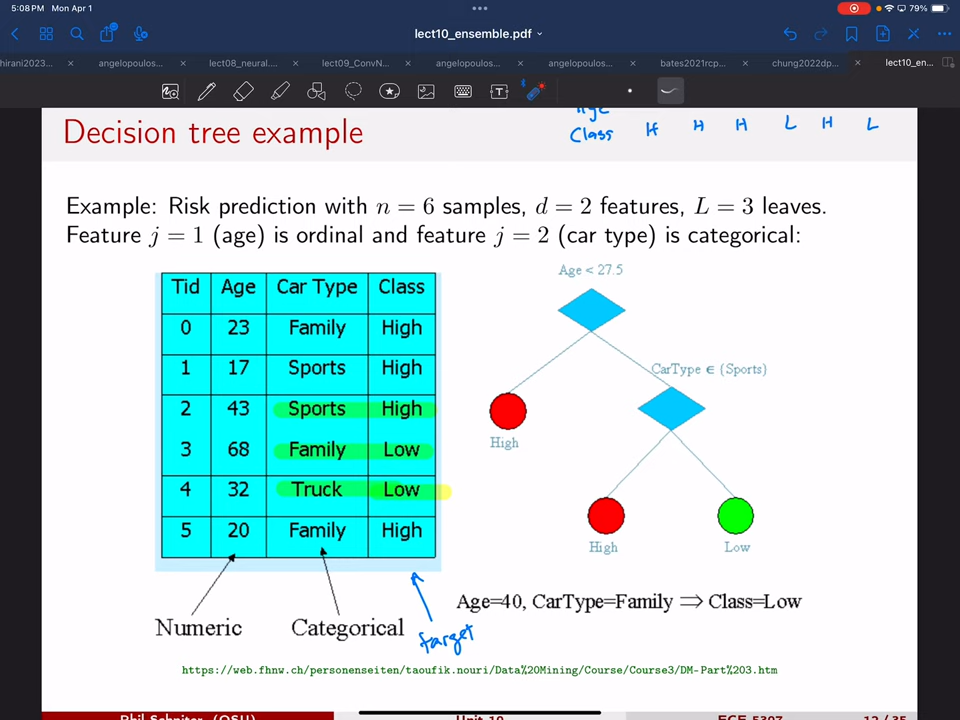 5:08 PM Mon Apr 1
79%
lect10_ensemble.pdf
hirani2023...
angelopoulos...
lect08_neural....
lect09_ConvN...
angelopoulos...
angelopoulos...
bates2021rcp...
chung2022dp...
lect10_en...
Decision tree example
Class H H H L H L
Example: Risk prediction with n = 6 samples, d = 2 features, L = 3 leaves.
Feature j = 1 (age) is ordinal and feature j = 2 (car type) is categorical:
Tid Age Car Type Class
0 23 Family High
1 17 Sports High
2 43 Sports High
3 68 Family Low
4 32 Truck Low
5 20 Family High
Numeric
Categorical
target
Age < 27.5
CarType ∈ (Sports)
High
High
Low
Age=40, CarType=Family ⟹ Class=Low
https://web.fhnw.ch/personenseiten/taoufik.nouri/Data%20Mining/Course/Course3/DM-Part%203.htm
Phil Schniter (OSU)
Unit 10
ECE 5307
12 / 35